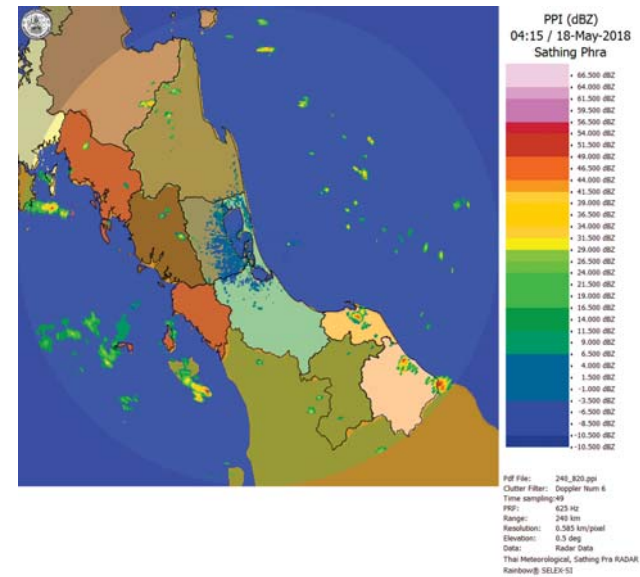 PPI (dBZ)
04:15 / 18-May-2018
Sathing Phra
66.500 dBZ
64.000 dBZ
61.500 dBZ
59.000 dBZ
56.500 dBZ
54.000 dBZ
51.500 dBZ
49.000 dBZ
46.500 dBZ
44.000 dBZ
41.500 dBZ
39.000 dBZ
36.500 dBZ
34.000 dBZ
31.500 dBZ
29.000 dBZ
26.500 dBZ
24.000 dBZ
21.500 dBZ
16.500 dBZ
14.000 dBZ
11.500 dBZ
9.000 dBZ
6.500 dBZ
4.000 dBZ
1.500 dBZ
-1.000 dBZ
-3.500 dBZ
-6.500 dBZ
-8.500 dBZ
-10.500 dBZ
-10.500 dBZ
Pdf File: 240_820.ppi
Clutter Filter: Doppler Num 6
Time sampling:49
PRF: 625 Hz
Range: 240 km
Resolution: 0.585 km/pixel
Elevation: 0.5 deg
Data: Radar Data
Thai Meteorological, Sathing Pra RADAR
Rainbow® SELEX-SI